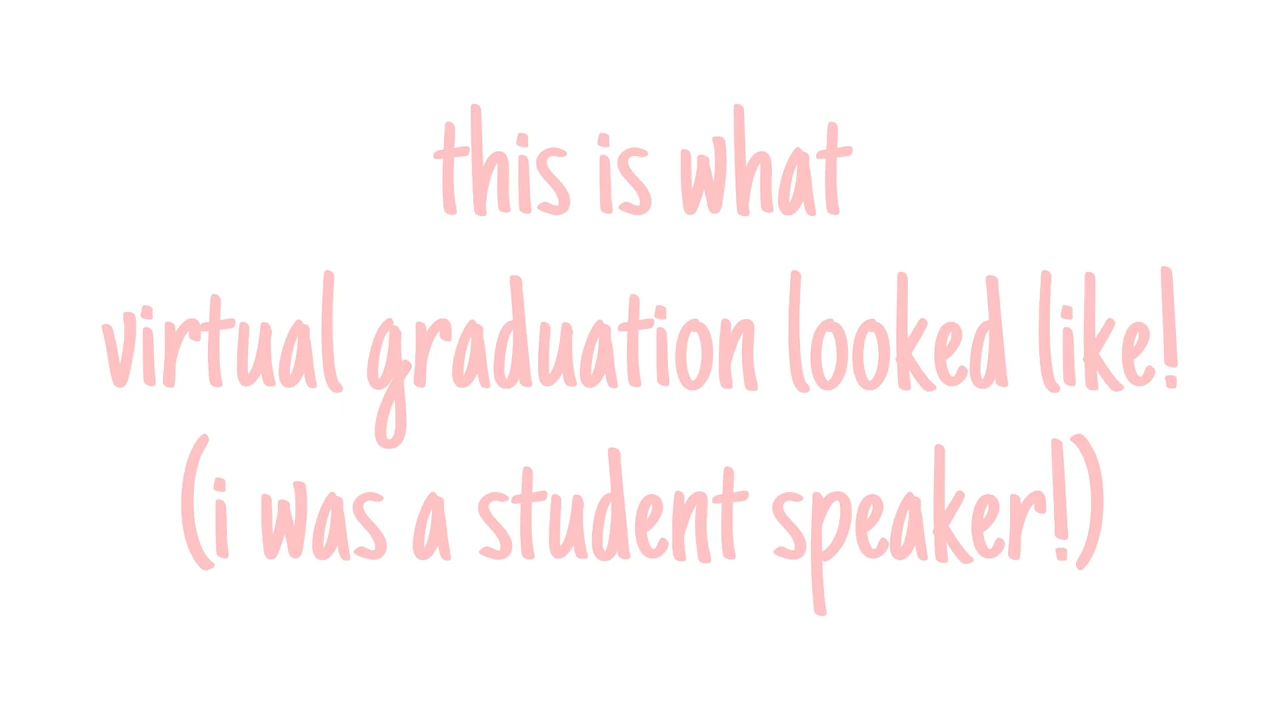 this is what
virtual graduation looked like!
(i was a student speaker!)